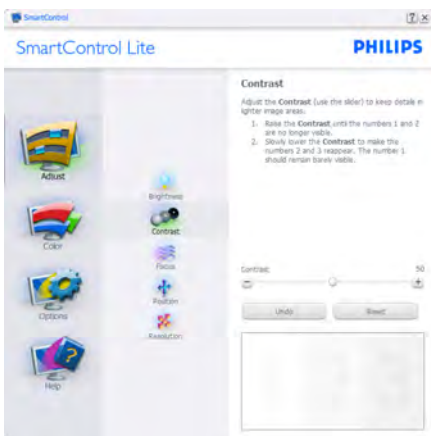 SmartControl
SmartControl Lite
PHILIPS
Adjust
Color
Options
Help
Brightness
Contrast
Focus
Position
Resolution
Contrast
Adjust the Contrast (use the slider) to keep details in
lighter image areas.
1. Raise the Contrast until the numbers 1 and 2
are no longer visible.
2. Slowly lower the Contrast to make the
numbers 2 and 3 reappear. The number 1
should remain barely visible.
Contrast: 50
Undo Reset